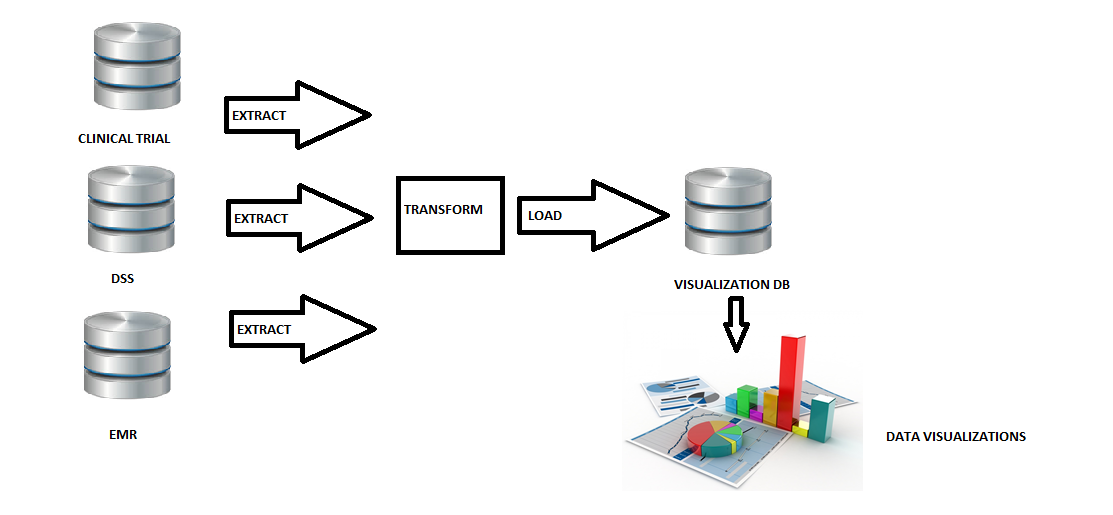 EXTRACT
CLINICAL TRIAL
EXTRACT
TRANSFORM
LOAD
DSS
VISUALIZATION DB
EXTRACT
EMR
DATA VISUALIZATIONS